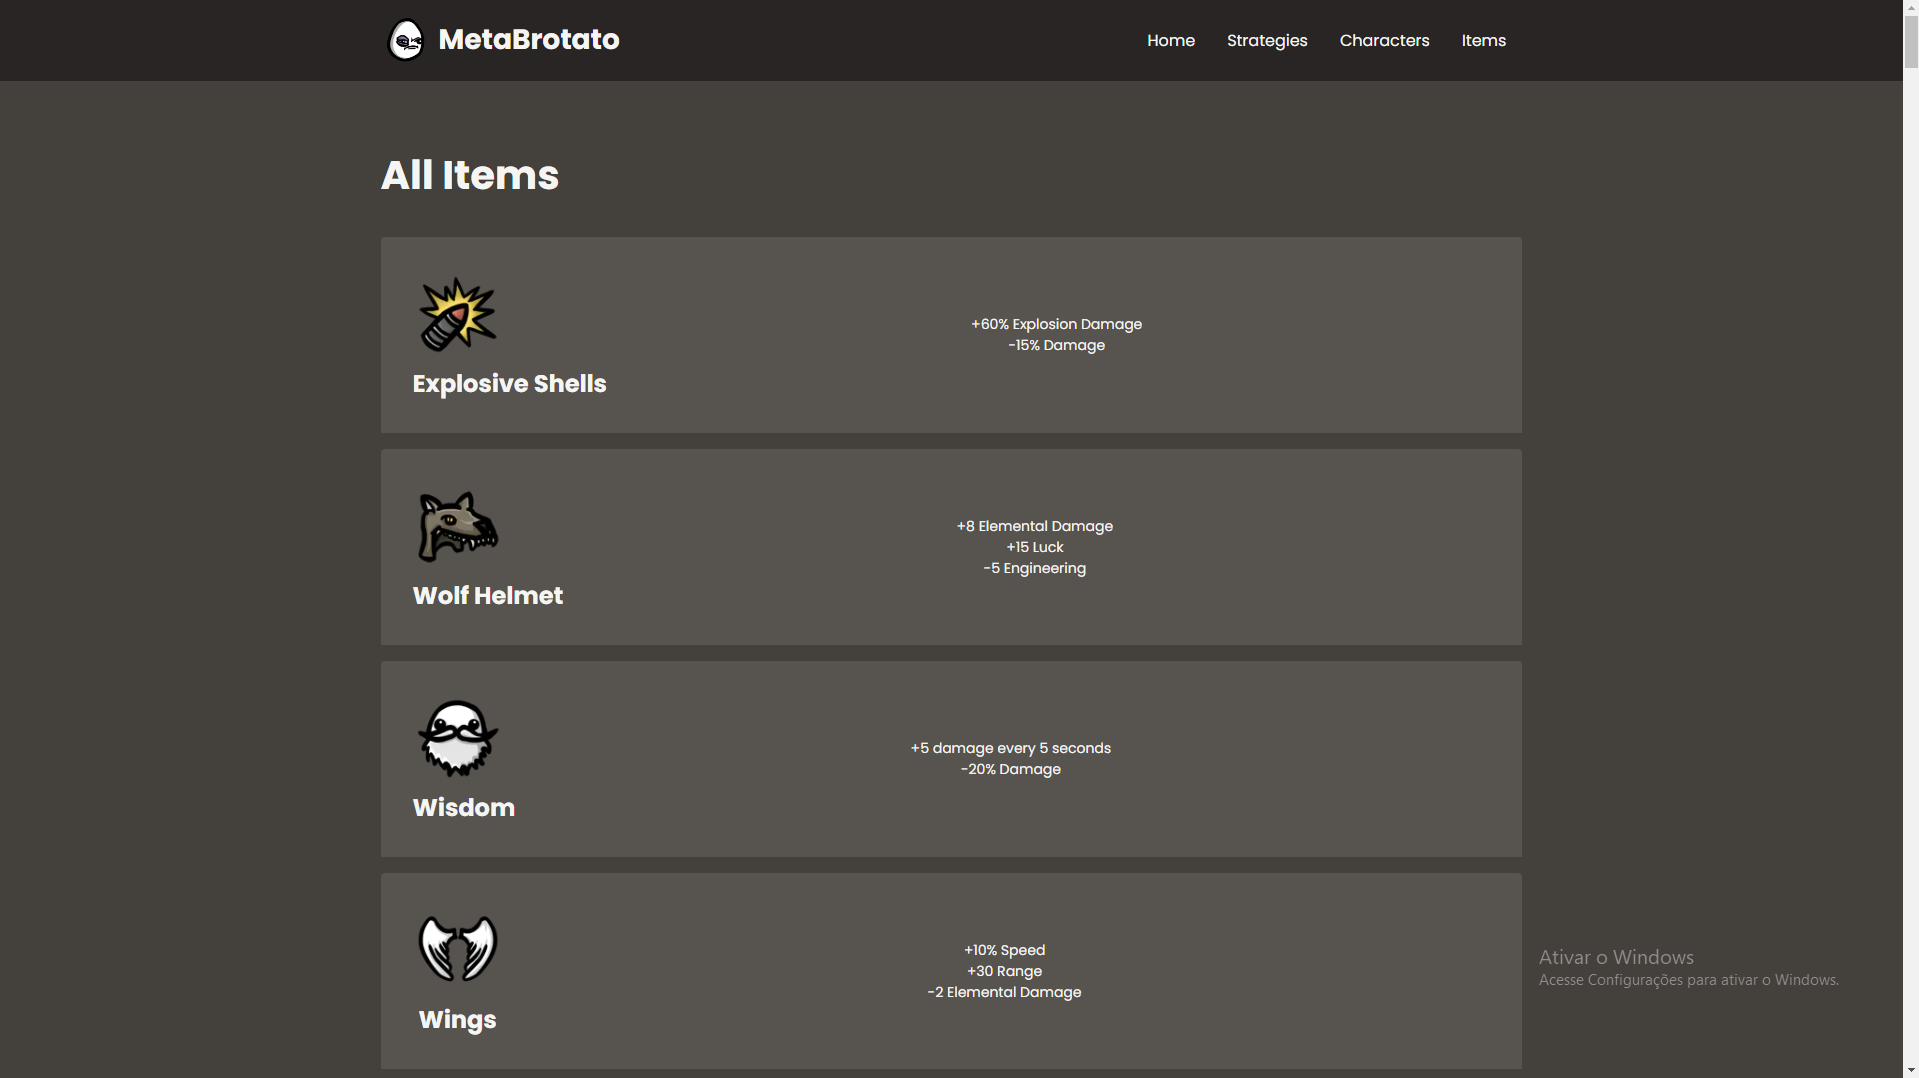 MetaBrotato
Home Strategies Characters Items
All Items
+60% Explosion Damage
-15% Damage
Explosive Shells
+8 Elemental Damage
+15 Luck
-5 Engineering
Wolf Helmet
+5 damage every 5 seconds
-20% Damage
Wisdom
+10% Speed
+30 Range
-2 Elemental Damage
Wings
Ativar o Windows
Acesse Configurações para ativar o Windows.